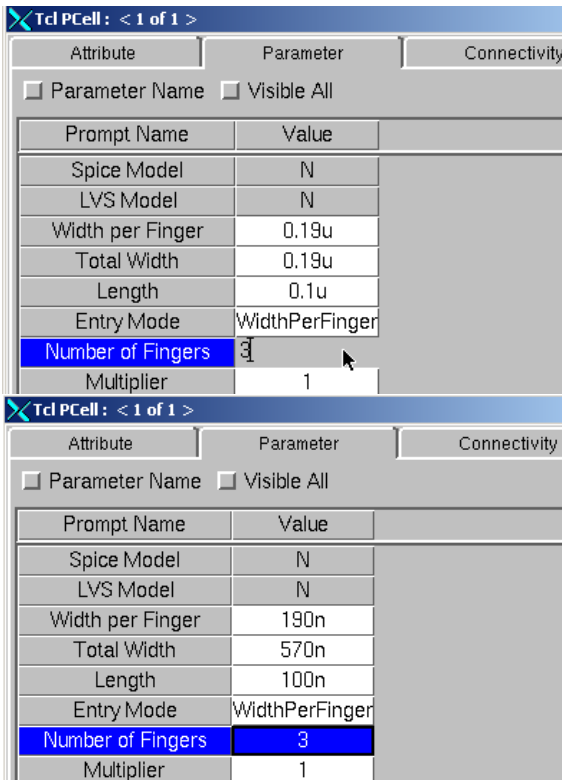 Tcl PCell : < 1 of 1 >
Attribute Parameter Connectivity
Parameter Name Visible All
Prompt Name Value
Spice Model N
LVS Model N
Width per Finger 0.19u
Total Width 0.19u
Length 0.1u
Entry Mode WidthPerFinger
Number of Fingers 3
Multiplier 1
Tcl PCell : < 1 of 1 >
Attribute Parameter Connectivity
Parameter Name Visible All
Prompt Name Value
Spice Model N
LVS Model N
Width per Finger 190n
Total Width 570n
Length 100n
Entry Mode WidthPerFinger
Number of Fingers 3
Multiplier 1